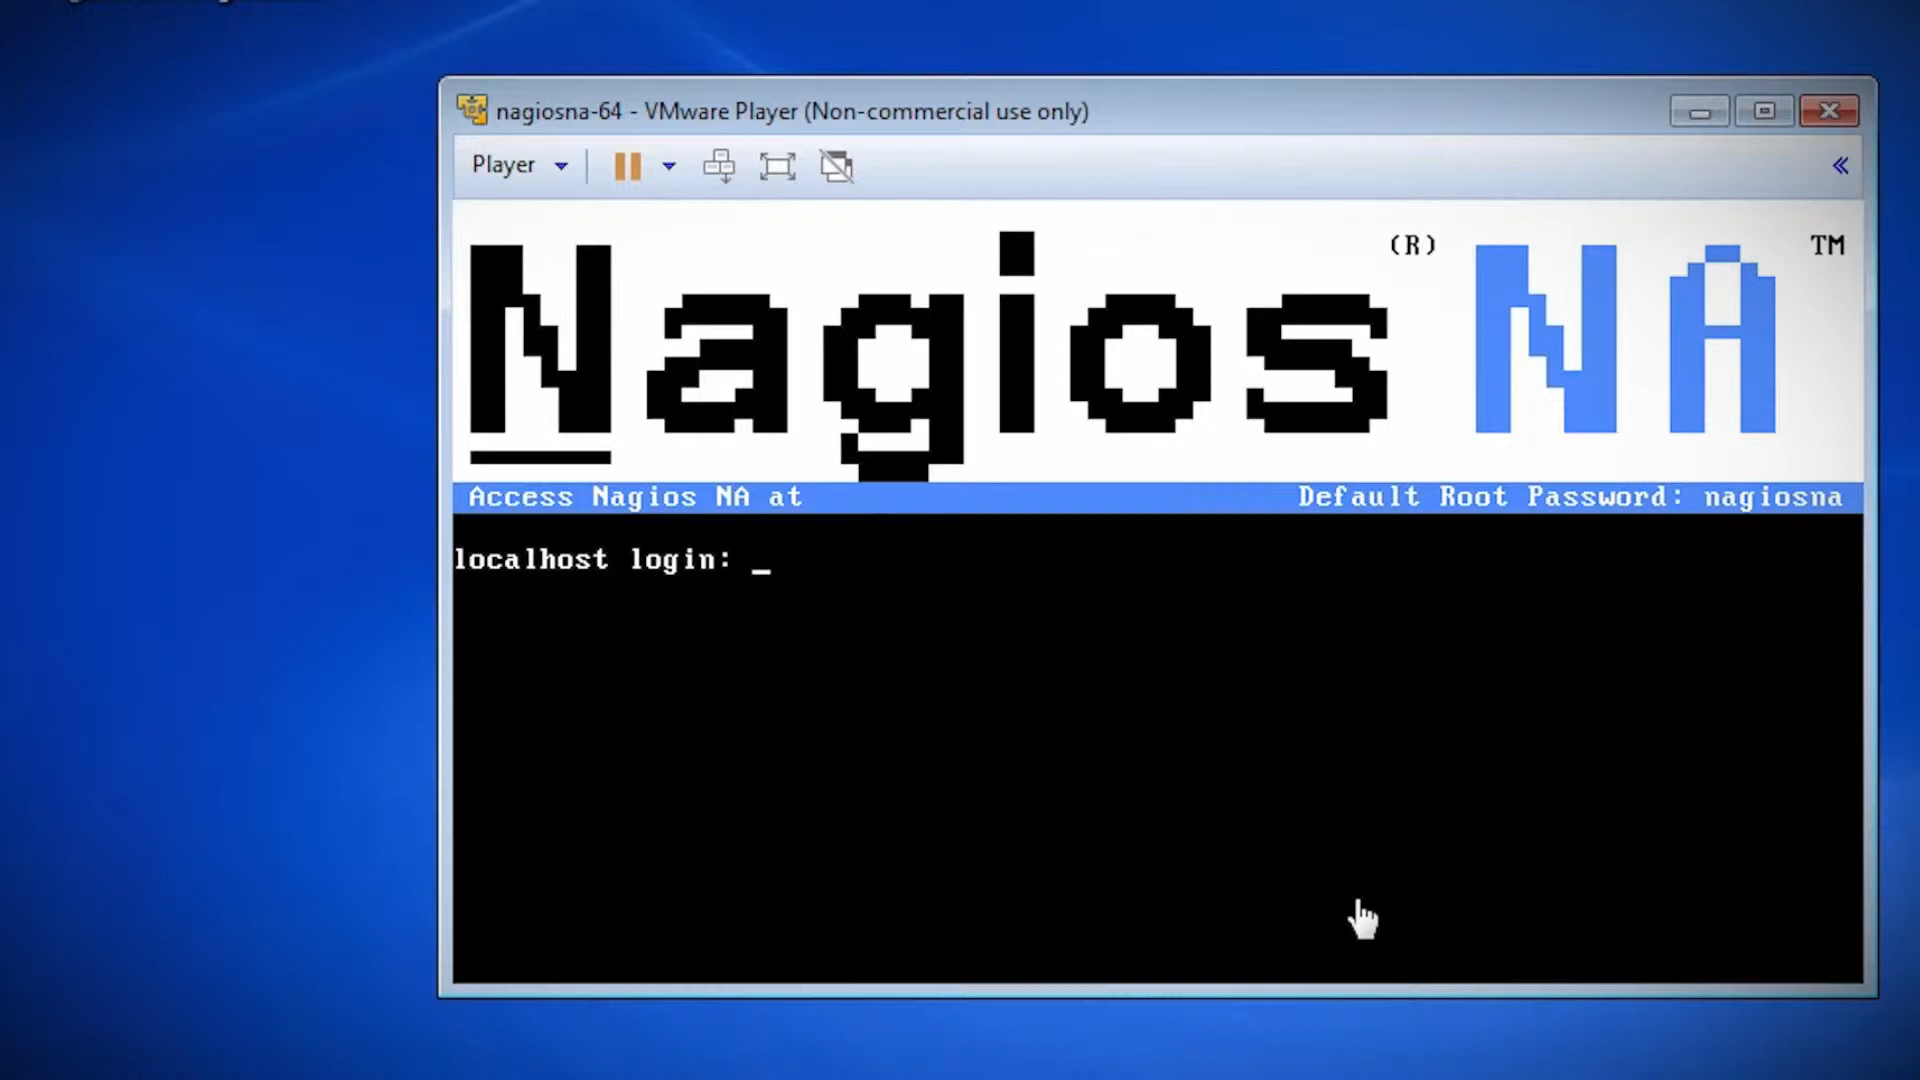 nagiosna-64 - VMware Player (Non-commercial use only)
Player
Nagios (R) NA TM
Access Nagios NA at Default Root Password: nagiosna
localhost login: _